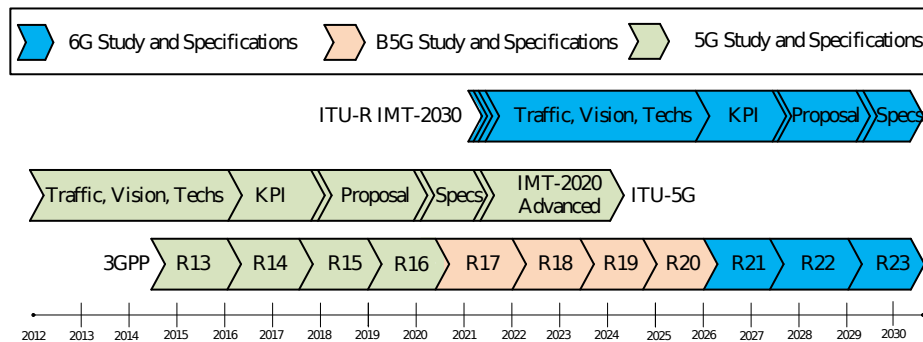 6G Study and Specifications B5G Study and Specifications 5G Study and Specifications
ITU-R IMT-2030 Traffic, Vision, Techs KPI Proposal Specs
Traffic, Vision, Techs KPI Proposal Specs IMT-2020 Advanced ITU-5G
3GPP R13 R14 R15 R16 R17 R18 R19 R20 R21 R22 R23
2012 2013 2014 2015 2016 2017 2018 2019 2020 2021 2022 2023 2024 2025 2026 2027 2028 2029 2030